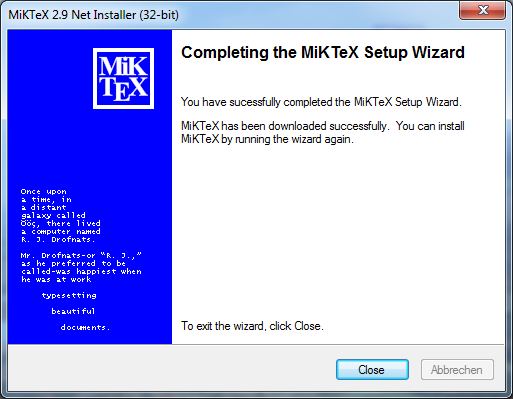 MiKTeX 2.9 Net Installer (32-bit)
MiK
TEX
Completing the MiKTeX Setup Wizard
You have sucessfully completed the MiKTeX Setup Wizard.
MiKTeX has been downloaded successfully.  You can install
MiKTeX by running the wizard again.
Once upon
a time, in
a distant
galaxy called
Ööç, there lived
a computer named
R. J. Drofnats.
Mr. Drofnats-or “R. J.,”
as he preferred to be
called-was happiest when
he was at work
typesetting
beautiful
documents.
To exit the wizard, click Close.
Close
Abbrechen